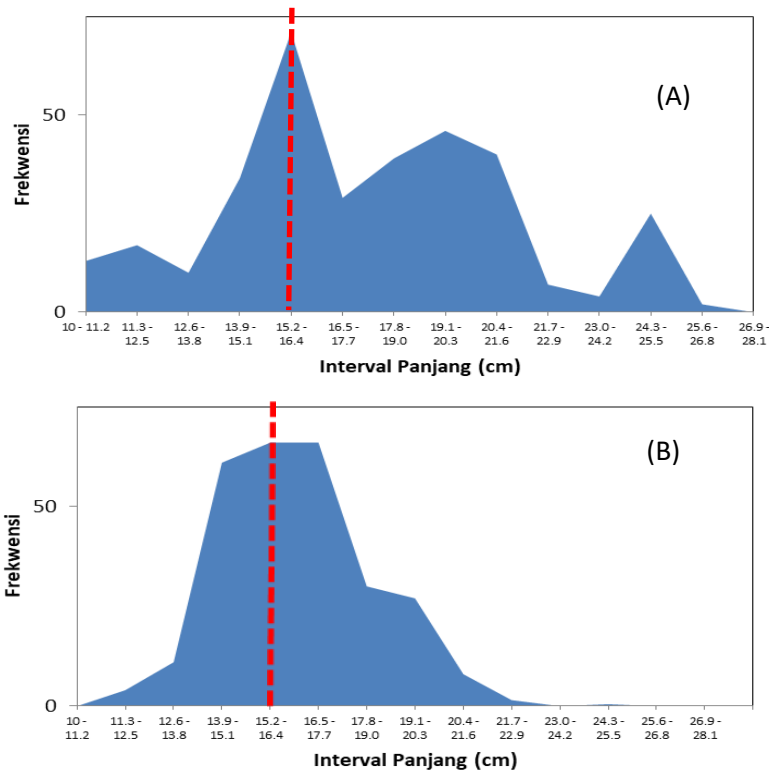 (A)
Frekwensi
50
0
10 - 11.2 11.3 - 12.6 - 13.9 - 15.2 - 16.5 - 17.8 - 19.1 - 20.4 - 21.7 - 23.0 - 24.3 - 25.6 - 26.9 -
12.5 13.8 15.1 16.4 17.7 19.0 20.3 21.6 22.9 24.2 25.5 26.8 28.1
Interval Panjang (cm)
(B)
Frekwensi
50
0
10 - 11.3 - 12.6 - 13.9 - 15.2 - 16.5 - 17.8 - 19.1 - 20.4 - 21.7 - 23.0 - 24.3 - 25.6 - 26.9 -
11.2 12.5 13.8 15.1 16.4 17.7 19.0 20.3 21.6 22.9 24.2 25.5 26.8 28.1
Interval Panjang (cm)